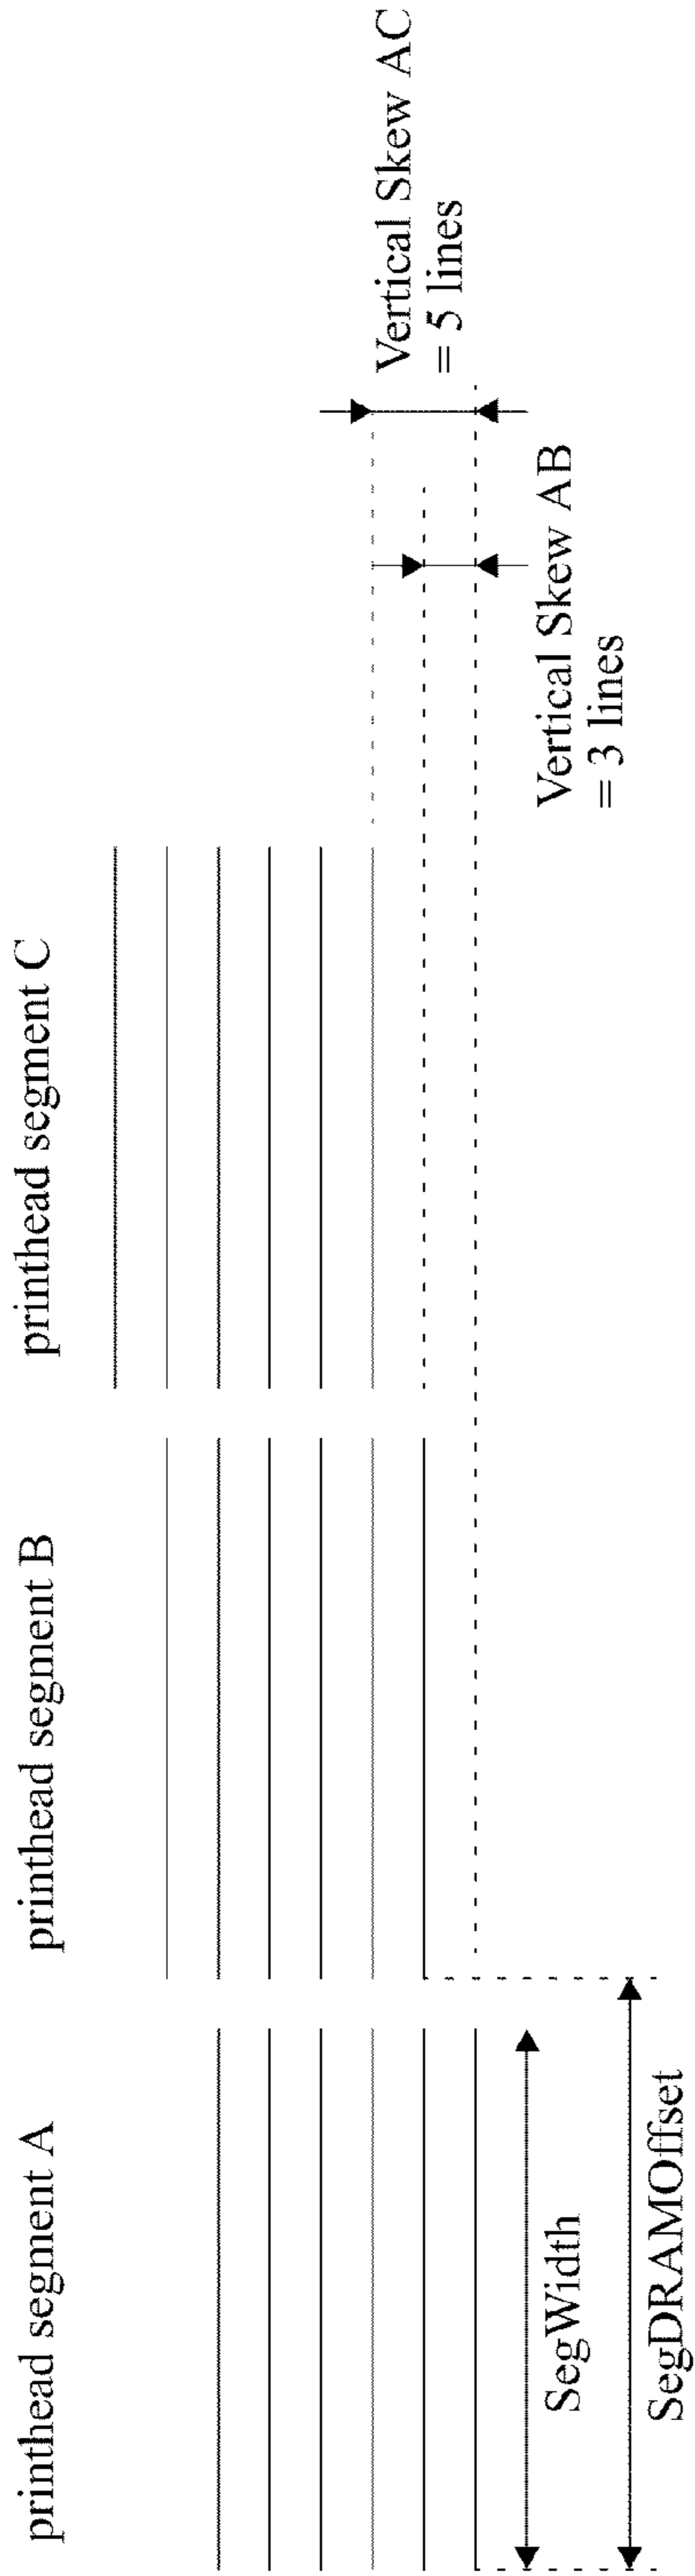 printhead segment A
printhead segment B
printhead segment C
Vertical Skew AC
= 5 lines
Vertical Skew AB
= 3 lines
SegWidth
SegDRAMOffset